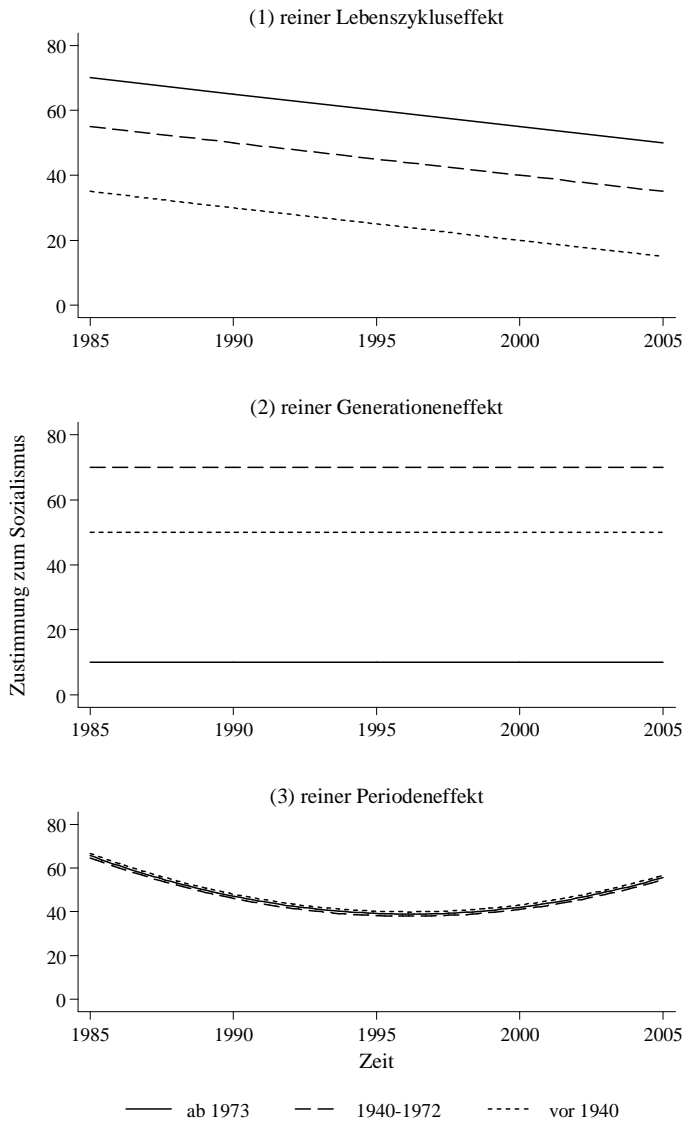 (1) reiner Lebenszykluseffekt
80
60
40
20
0
1985 1990 1995 2000 2005
(2) reiner Generationeneffekt
Zustimmung zum Sozialismus
80
60
40
20
0
1985 1990 1995 2000 2005
(3) reiner Periodeneffekt
80
60
40
20
0
1985 1990 1995 2000 2005
Zeit
ab 1973 1940-1972 vor 1940